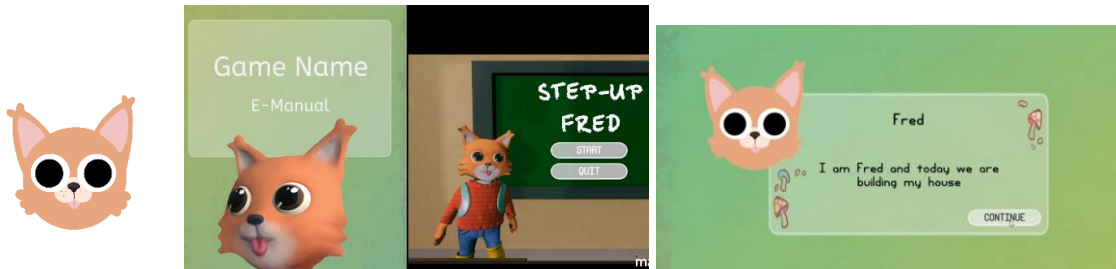 Game Name
E-Manual
STEP-UP
FRED
START
QUIT
Fred
I am Fred and today we are
building my house
CONTINUE